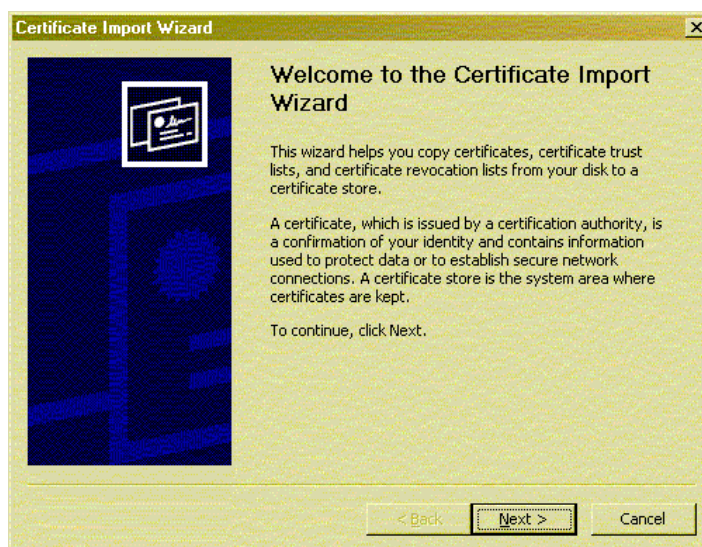 Certificate Import Wizard
Welcome to the Certificate Import
Wizard
This wizard helps you copy certificates, certificate trust
lists, and certificate revocation lists from your disk to a
certificate store.
A certificate, which is issued by a certification authority, is
a confirmation of your identity and contains information
used to protect data or to establish secure network
connections. A certificate store is the system area where
certificates are kept.
To continue, click Next.
< Back Next > Cancel